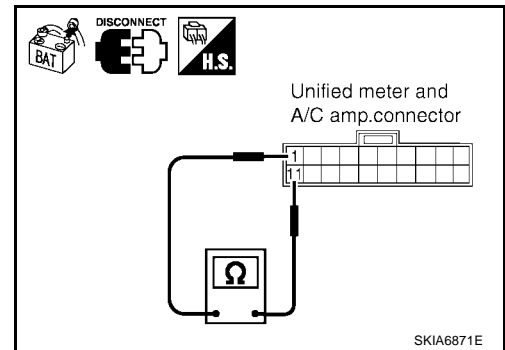 DISCONNECT
BAT
H.S.
Unified meter and
A/C amp.connector
1
11
Ω
SKIA6871E